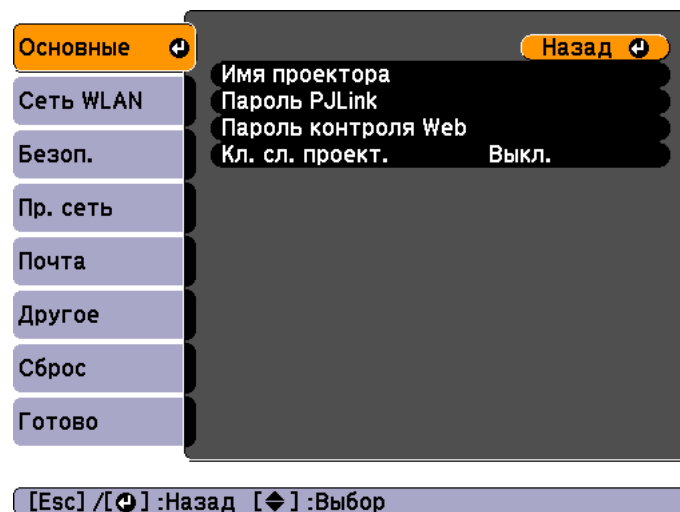 Основные
Назад
Имя проектора
Сеть WLAN
Пароль PJLink
Пароль контроля Web
Безоп.
Кл. сл. проект. Выкл.
Пр. сеть
Почта
Другое
Сброс
Готово
[Esc] /[ ] :Назад [ ] :Выбор